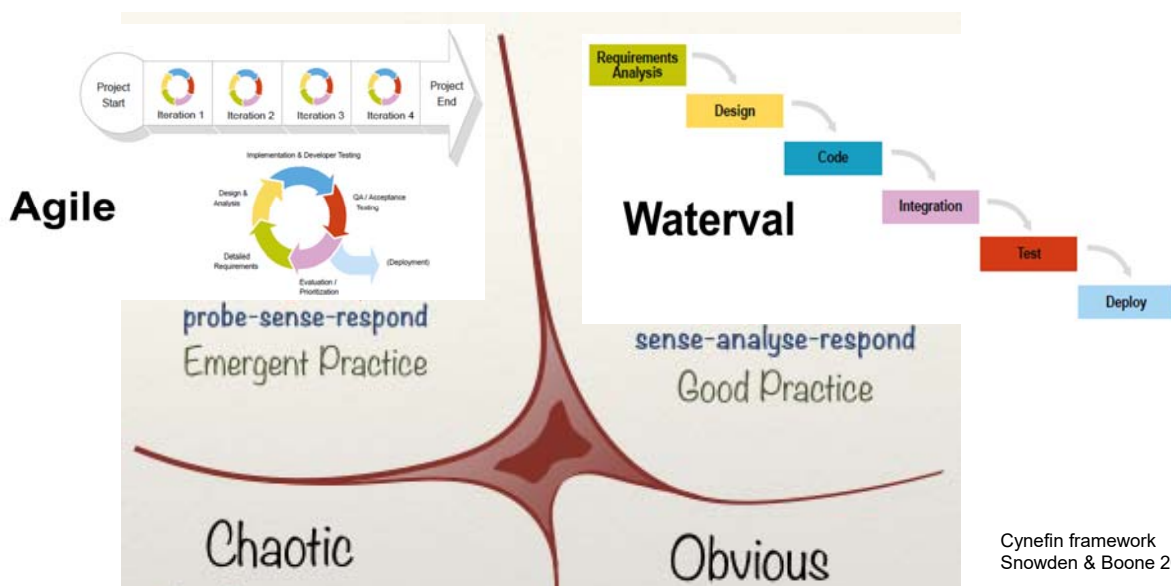 Project
Start
Iteration 1
Iteration 2
Iteration 3
Iteration 4
Project
End
Agile
Implementation & Developer Testing
Design &
Analysis
QA / Acceptance
Testing
Detailed
Requirements
(Deployment)
Evaluation /
Prioritization
probe-sense-respond
Emergent Practice
Requirements
Analysis
Design
Code
Integration
Test
Deploy
Waterval
sense-analyse-respond
Good Practice
Chaotic
Obvious
Cynefin framework
Snowden & Boone 2